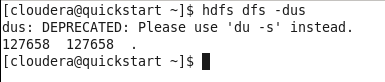 [cloudera@quickstart ~]$ hdfs dfs -dus
dus: DEPRECATED: Please use 'du -s' instead.
127658  127658  .
[cloudera@quickstart ~]$